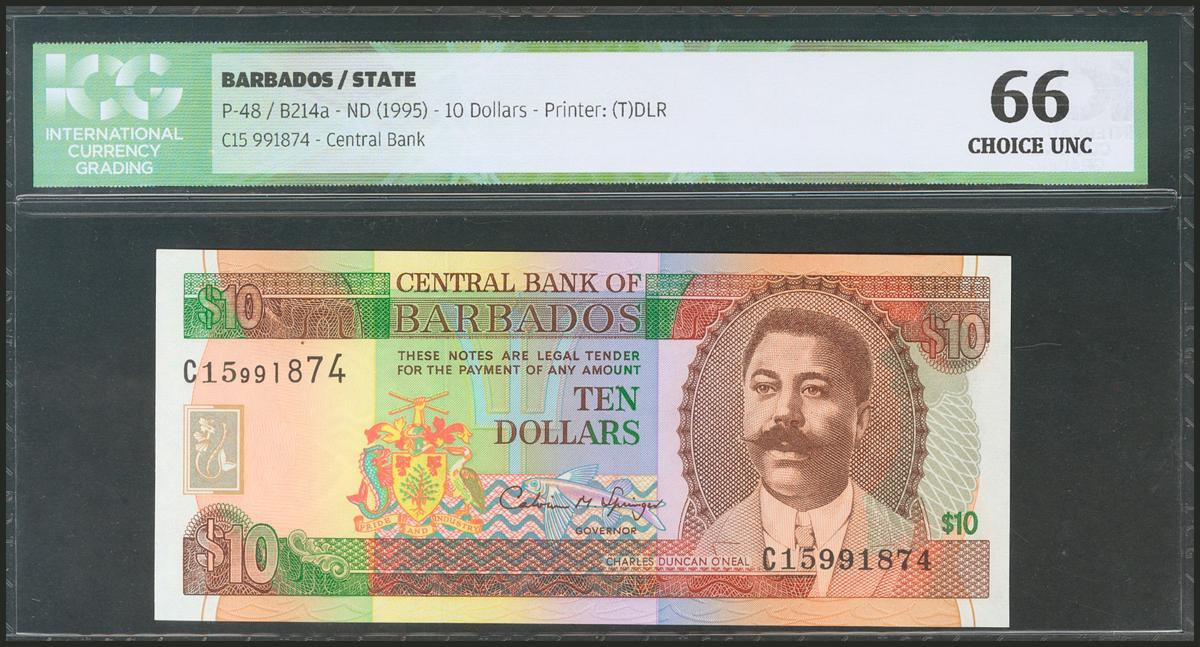 ICG
INTERNATIONAL
CURRENCY
GRADING
BARBADOS / STATE
P-48 / B214a - ND (1995) - 10 Dollars - Printer: (T)DLR
C15 991874 - Central Bank
66
CHOICE UNC
$10
CENTRAL BANK OF
BARBADOS
$10
THESE NOTES ARE LEGAL TENDER
FOR THE PAYMENT OF ANY AMOUNT
C15991874
TEN
DOLLARS
Calvin M. Springer
GOVERNOR
PRIDE AND INDUSTRY
$10
$10
CHARLES DUNCAN O'NEAL
C15991874